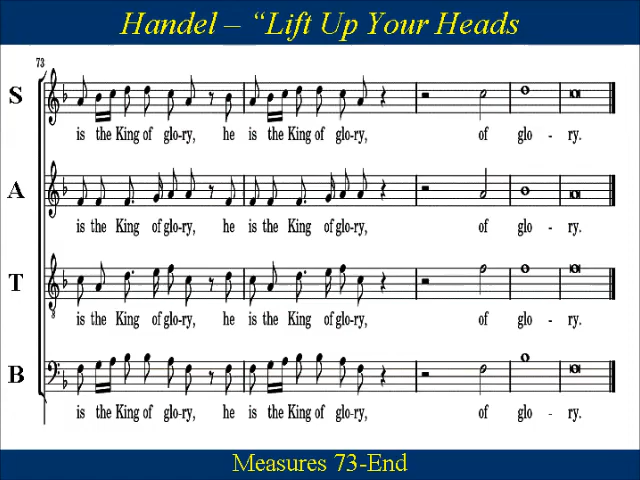 Handel – “Lift Up Your Heads
73
S
is the King of glo-ry, he is the King of glo-ry, of glo - ry.
A
is the King of glo-ry, he is the King of glo-ry, of glo - ry.
T
8
is the King of glo-ry, he is the King of glo-ry, of glo - ry.
B
is the King of glo-ry, he is the King of glo-ry, of glo - ry.
Measures 73-End